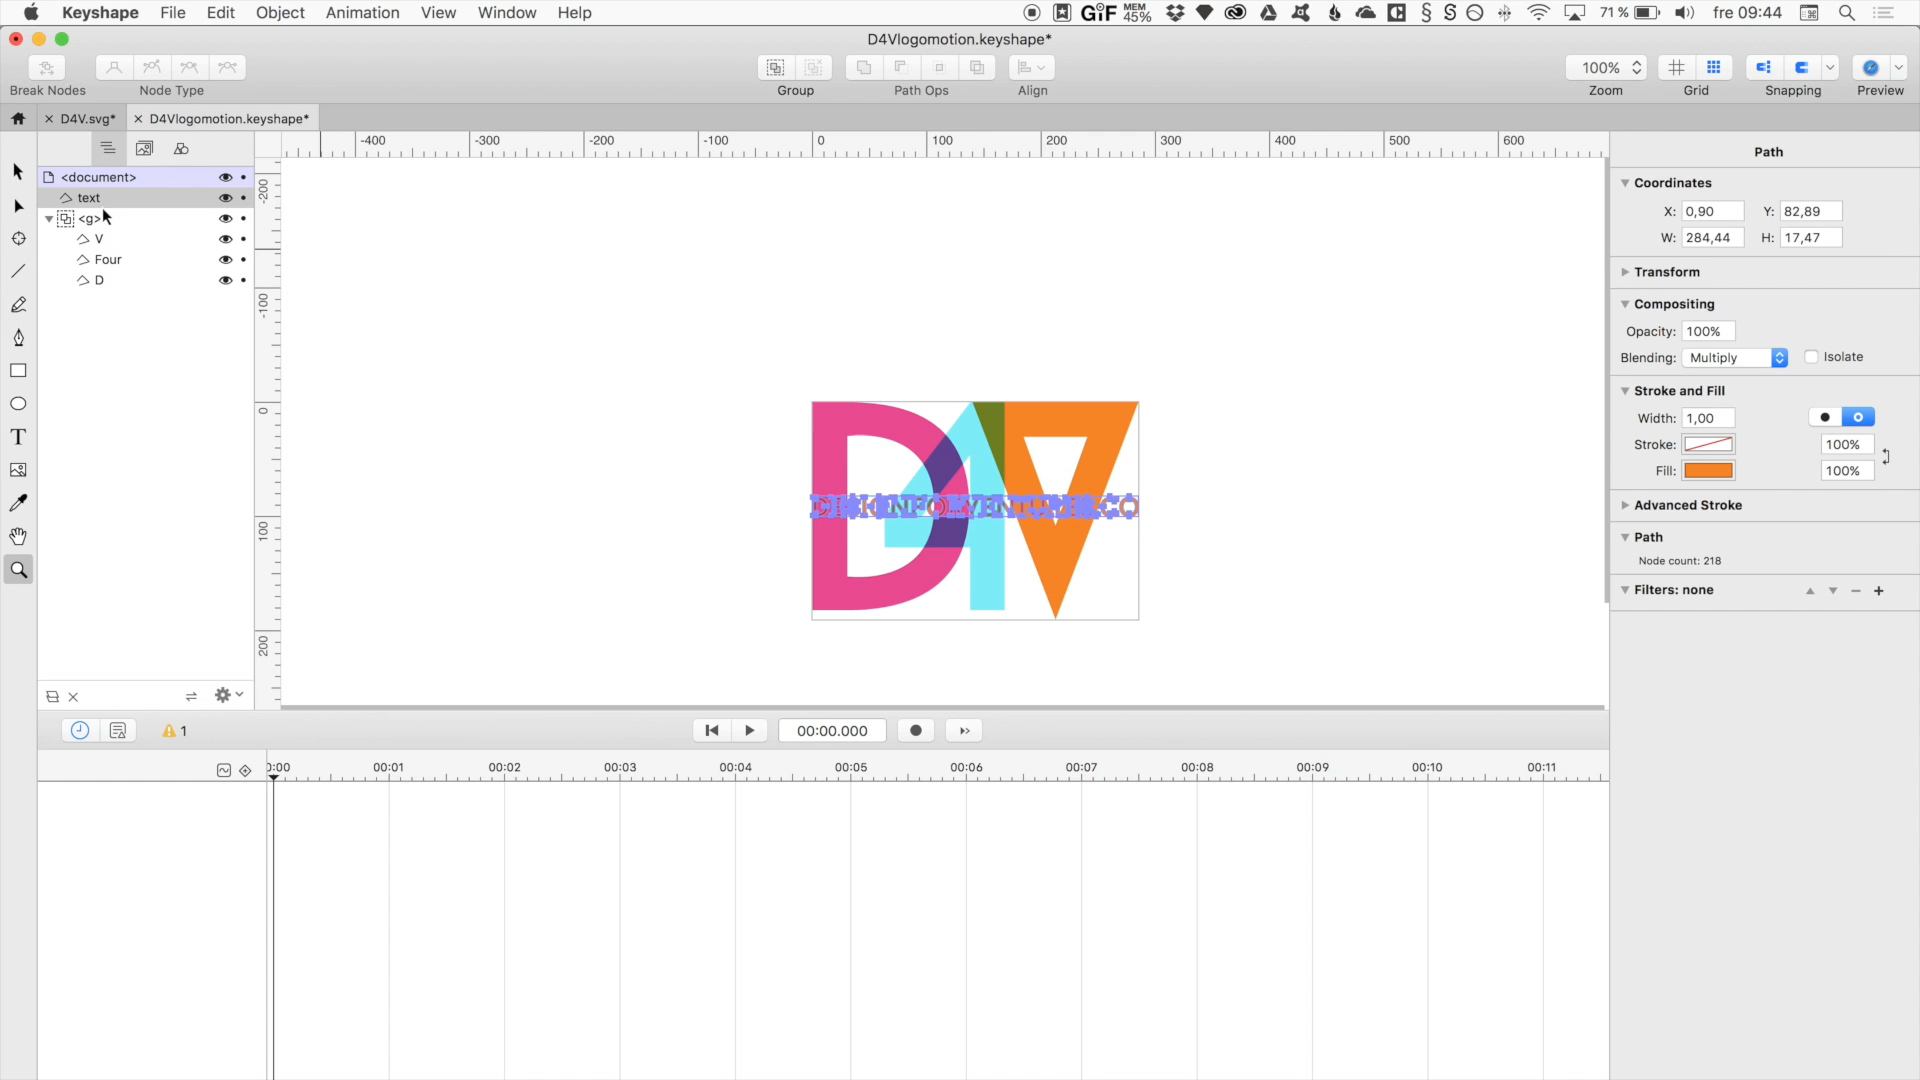 Keyshape File Edit Object Animation View Window Help GIF MEM 45% 71 % fre 09:44
D4Vlogomotion.keyshape*
100%
Break Nodes Node Type Group Path Ops Align Zoom Grid Snapping Preview
D4V.svg* D4Vlogomotion.keyshape*
-400 -300 -200 -100 0 100 200 300 400 500 600
-200 -100 0 100 200
<document>
text
<g>
V
Four
D
D4V
Path
Coordinates
X: 0,90 Y: 82,89
W: 284,44 H: 17,47
Transform
Compositing
Opacity: 100%
Blending: Multiply Isolate
Stroke and Fill
Width: 1,00
Stroke: 100%
Fill: 100%
Advanced Stroke
Path
Node count: 218
Filters: none
1 00:00.000
0:00 00:01 00:02 00:03 00:04 00:05 00:06 00:07 00:08 00:09 00:10 00:11